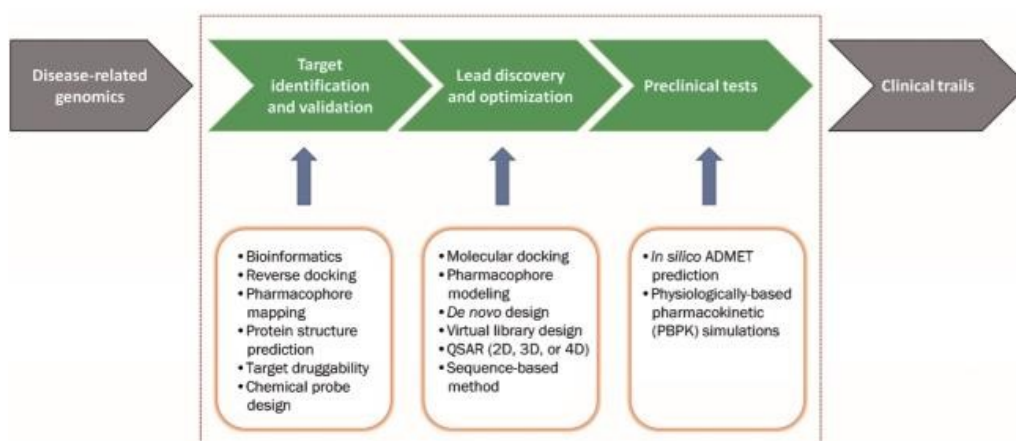 Disease-related
genomics
Target
identification
and validation
Lead discovery
and optimization
Preclinical tests
Clinical trails
• Bioinformatics
• Reverse docking
• Pharmacophore
mapping
• Protein structure
prediction
• Target druggability
• Chemical probe
design
• Molecular docking
• Pharmacophore
modeling
• De novo design
• Virtual library design
• QSAR (2D, 3D, or 4D)
• Sequence-based
method
• In silico ADMET
prediction
• Physiologically-based
pharmacokinetic
(PBPK) simulations